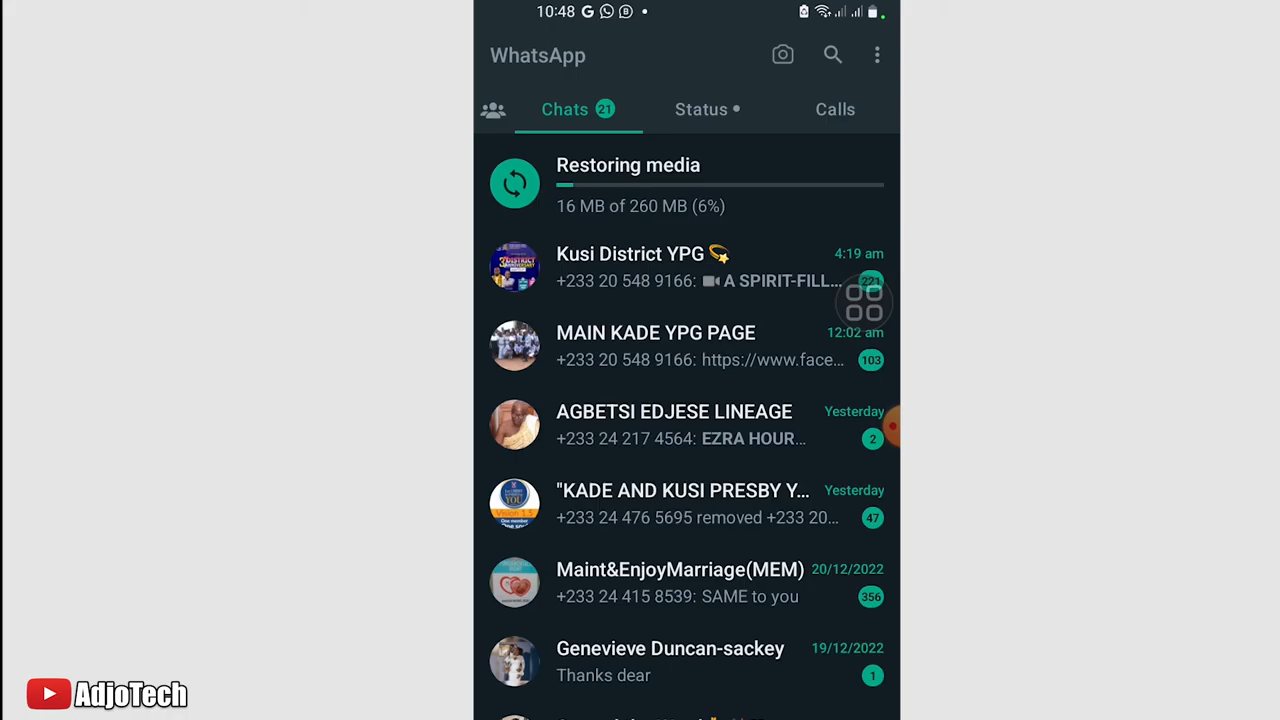 10:48
WhatsApp
Chats 21
Status
Calls
Restoring media
16 MB of 260 MB (6%)
Kusi District YPG 💫
4:19 am
+233 20 548 9166: A SPIRIT-FILL...
221
MAIN KADE YPG PAGE
12:02 am
+233 20 548 9166: https://www.face...
103
AGBETSI EDJESE LINEAGE
Yesterday
+233 24 217 4564: EZRA HOUR...
2
"KADE AND KUSI PRESBY Y...
Yesterday
+233 24 476 5695 removed +233 20...
47
Maint&EnjoyMarriage(MEM)
20/12/2022
+233 24 415 8539: SAME to you
356
Genevieve Duncan-sackey
19/12/2022
Thanks dear
1
AdjoTech